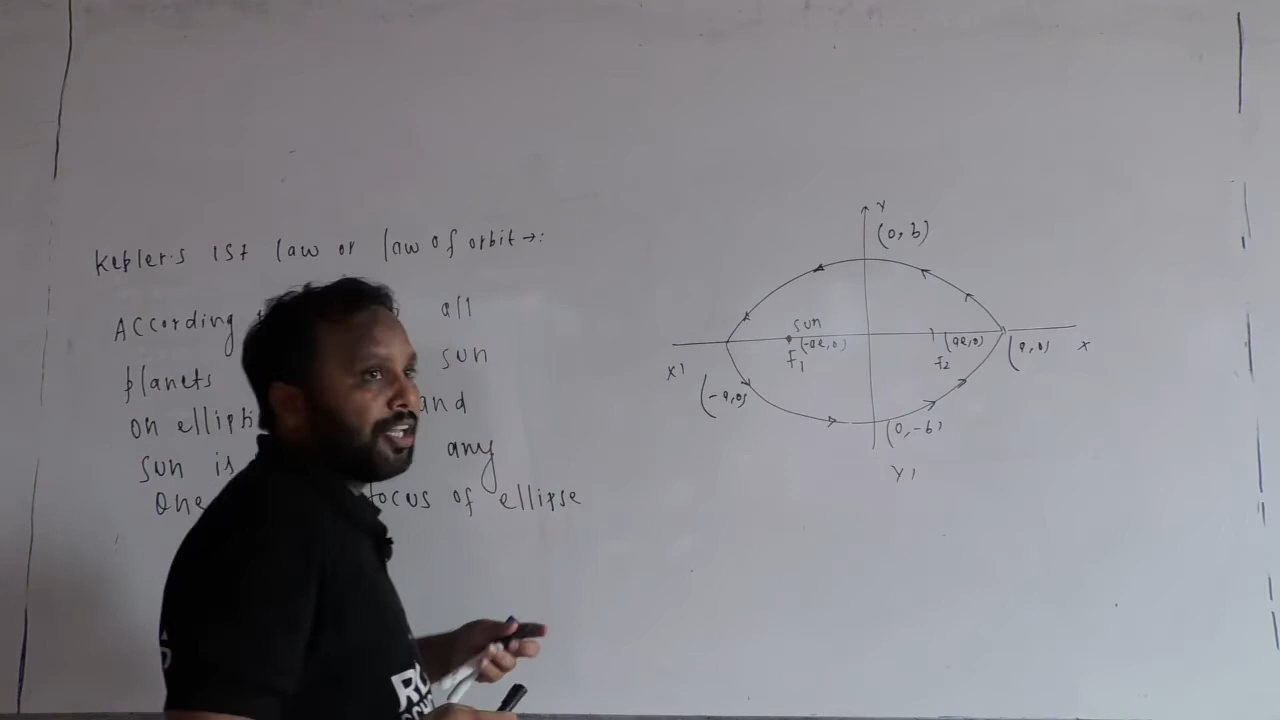 Kepler's 1st law or law of orbit →:
According all
planets sun
on ellipti and
sun is any
One focus of ellipse
Y
(0, b)
sun
(-ae, 0)
(ae, 0)
(a, 0)
X
F1
F2
X1
(-a, 0)
(0, -b)
Y1